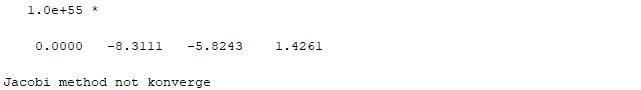 1.0e+55 *
0.0000 -8.3111 -5.8243 1.4261
Jacobi method not konverge